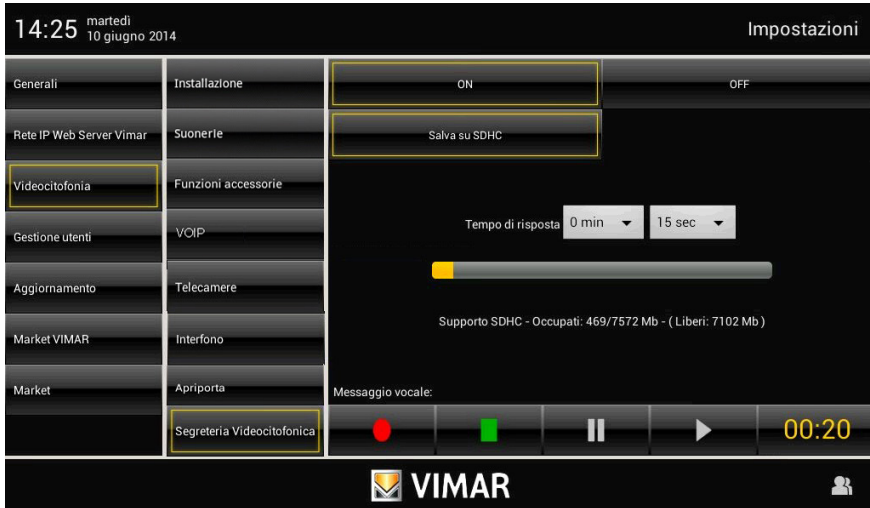 14:25 martedì
10 giugno 2014
Impostazioni
Generali
Rete IP Web Server Vimar
Videocitofonia
Gestione utenti
Aggiornamento
Market VIMAR
Market
Installazione
Suonerie
Funzioni accessorie
VOIP
Telecamere
Interfono
Apriporta
Segreteria Videocitofonica
ON
OFF
Salva su SDHC
Tempo di risposta 0 min 15 sec
Supporto SDHC - Occupati: 469/7572 Mb - ( Liberi: 7102 Mb )
Messaggio vocale:
00:20
VIMAR